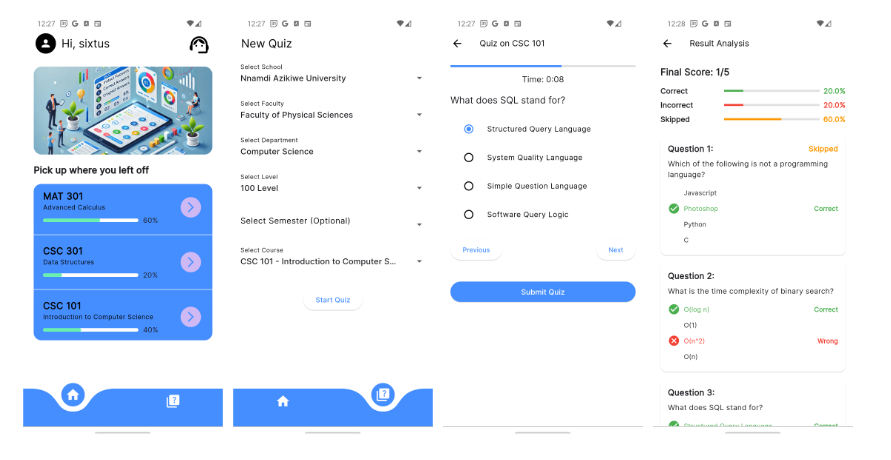 12:27
Hi, sixtus
Pick up where you left off
MAT 301
Advanced Calculus
60%
CSC 301
Data Structures
20%
CSC 101
Introduction to Computer Science
40%
12:27
New Quiz
Select School
Nnamdi Azikiwe University
Select Faculty
Faculty of Physical Sciences
Select Department
Computer Science
Select Level
100 Level
Select Semester (Optional)
Select Course
CSC 101 - Introduction to Computer S...
Start Quiz
12:27
Quiz on CSC 101
Time: 0:08
What does SQL stand for?
Structured Query Language
System Quality Language
Simple Question Language
Software Query Logic
Previous
Next
Submit Quiz
12:28
Result Analysis
Final Score: 1/5
Correct 20.0%
Incorrect 20.0%
Skipped 60.0%
Question 1: Skipped
Which of the following is not a programming
language?
Javascript
Photoshop Correct
Python
C
Question 2:
What is the time complexity of binary search?
O(log n) Correct
O(1)
O(n^2) Wrong
O(n)
Question 3:
What does SQL stand for?
Structured Query Language Correct